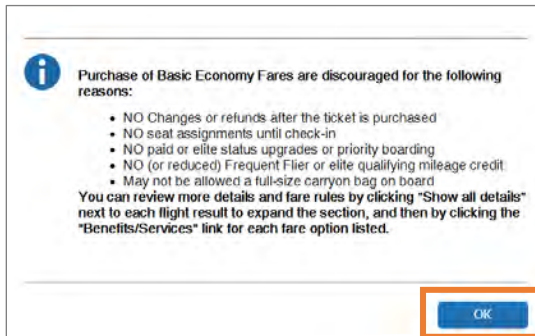 Purchase of Basic Economy Fares are discouraged for the following
reasons:
• NO Changes or refunds after the ticket is purchased
• NO seat assignments until check-in
• NO paid or elite status upgrades or priority boarding
• NO (or reduced) Frequent Flier or elite qualifying mileage credit
• May not be allowed a full-size carryon bag on board
You can review more details and fare rules by clicking "Show all details"
next to each flight result to expand the section, and then by clicking the
"Benefits/Services" link for each fare option listed.
OK